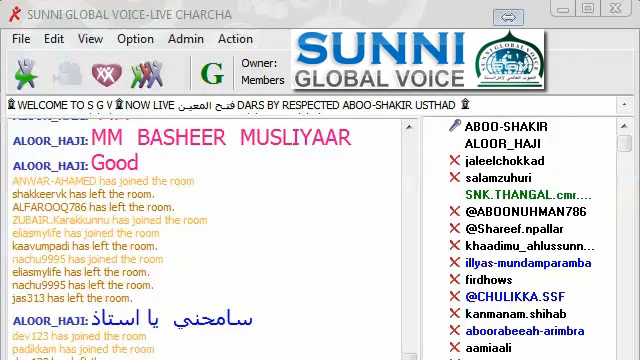 SUNNI GLOBAL VOICE-LIVE CHARCHA
File Edit View Option Admin Action
SUNNI
GLOBAL VOICE
G
Owner:
Members
WELCOME TO S G V NOW LIVE فتح المعين DARS BY RESPECTED ABOO-SHAKIR USTHAD
ALOOR_HAJI: MM BASHEER MUSLIYAAR
ALOOR_HAJI: Good
ANWAR-AHAMED has joined the room
shakkeervk has left the room.
ALFAROOQ786 has left the room.
ZUBAIR.Karakkunnu has joined the room
eliasmylife has joined the room
kaavumpadi has left the room.
nachu9995 has joined the room
eliasmylife has left the room.
nachu9995 has left the room.
jas313 has left the room.
ALOOR_HAJI: سامحني يا استاذ
dev123 has joined the room
padikkam has joined the room
ABOO-SHAKIR
ALOOR_HAJI
jaleelchokkad
salamzuhuri
SNK.THANGAL.cmr....
@ABOONUHMAN786
@Shareef.npallar
khaadimu_ahlussunn...
illyas-mundamparamba
firdhows
@CHULIKKA.SSF
kanmanam.shihab
aboorabeeah-arimbra
aamiaali